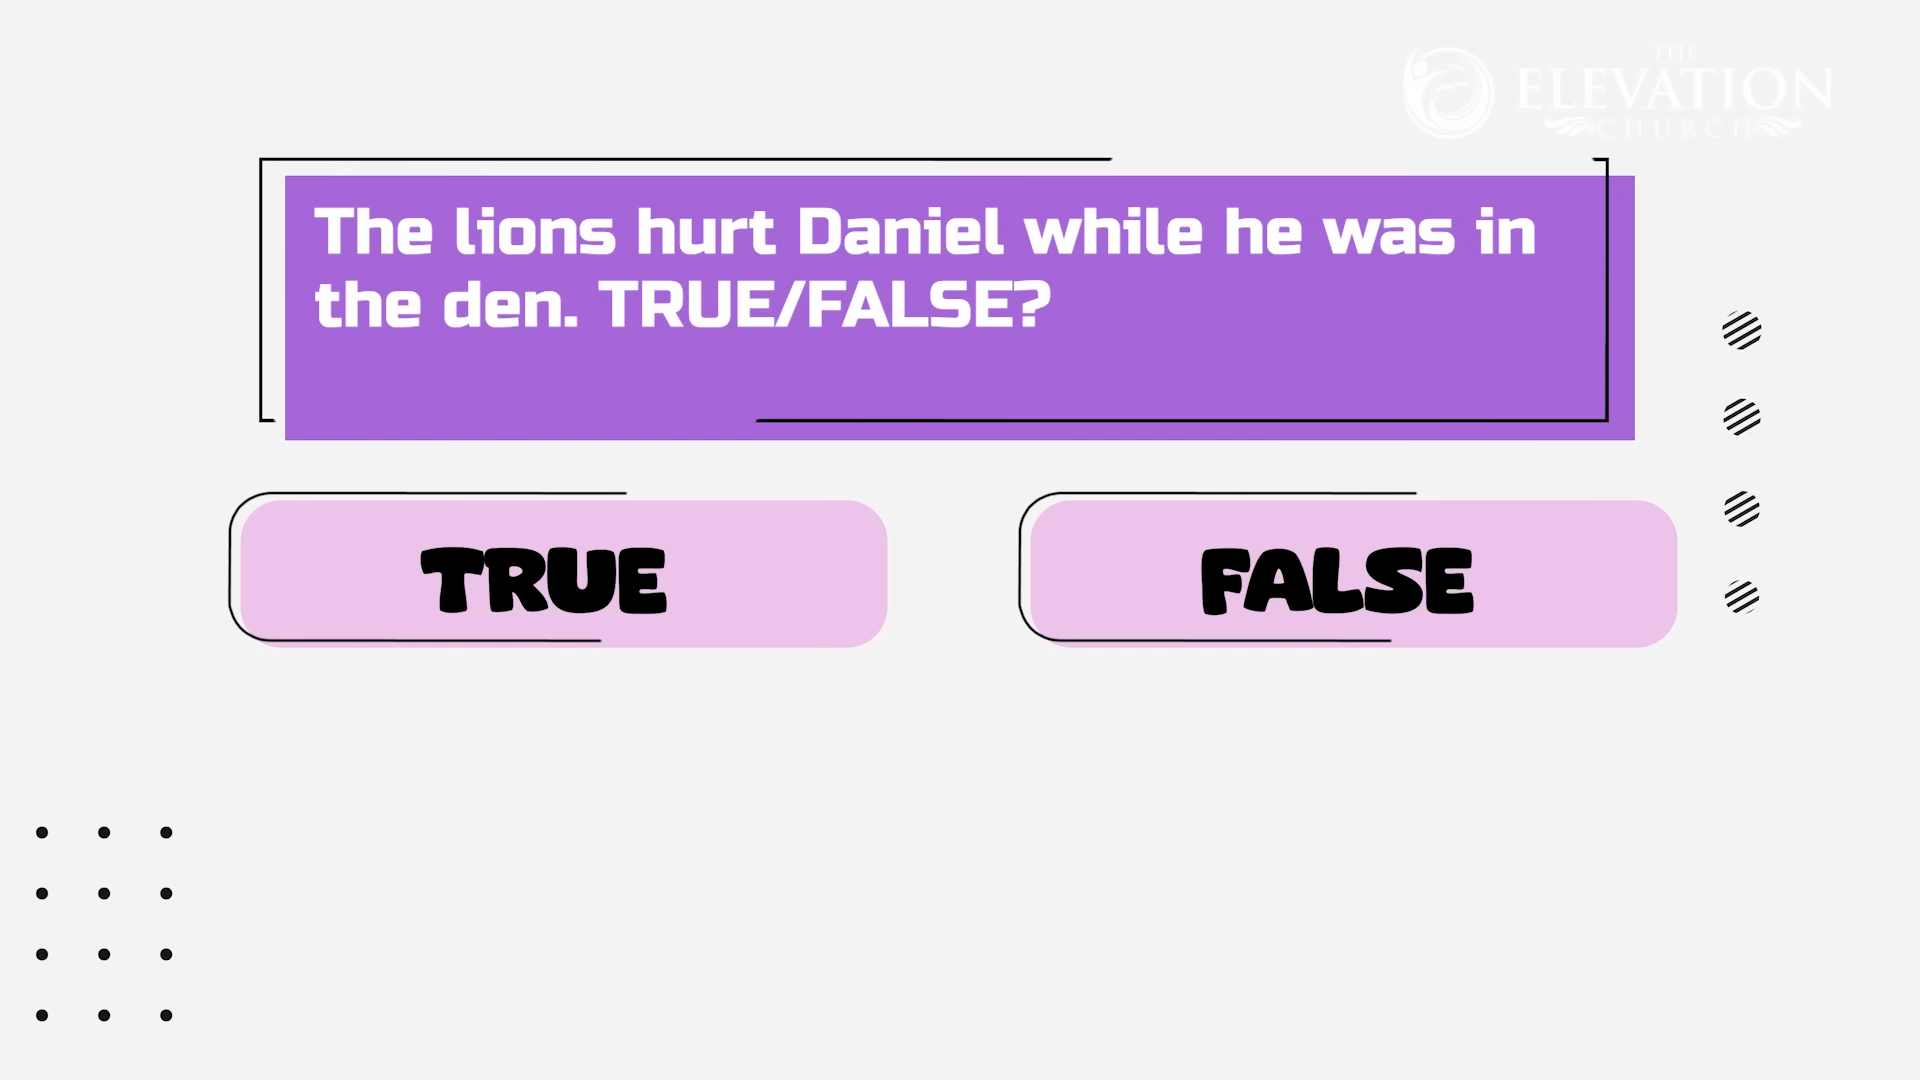 THE
ELEVATION
CHURCH
The lions hurt Daniel while he was in
the den. TRUE/FALSE?
TRUE
FALSE